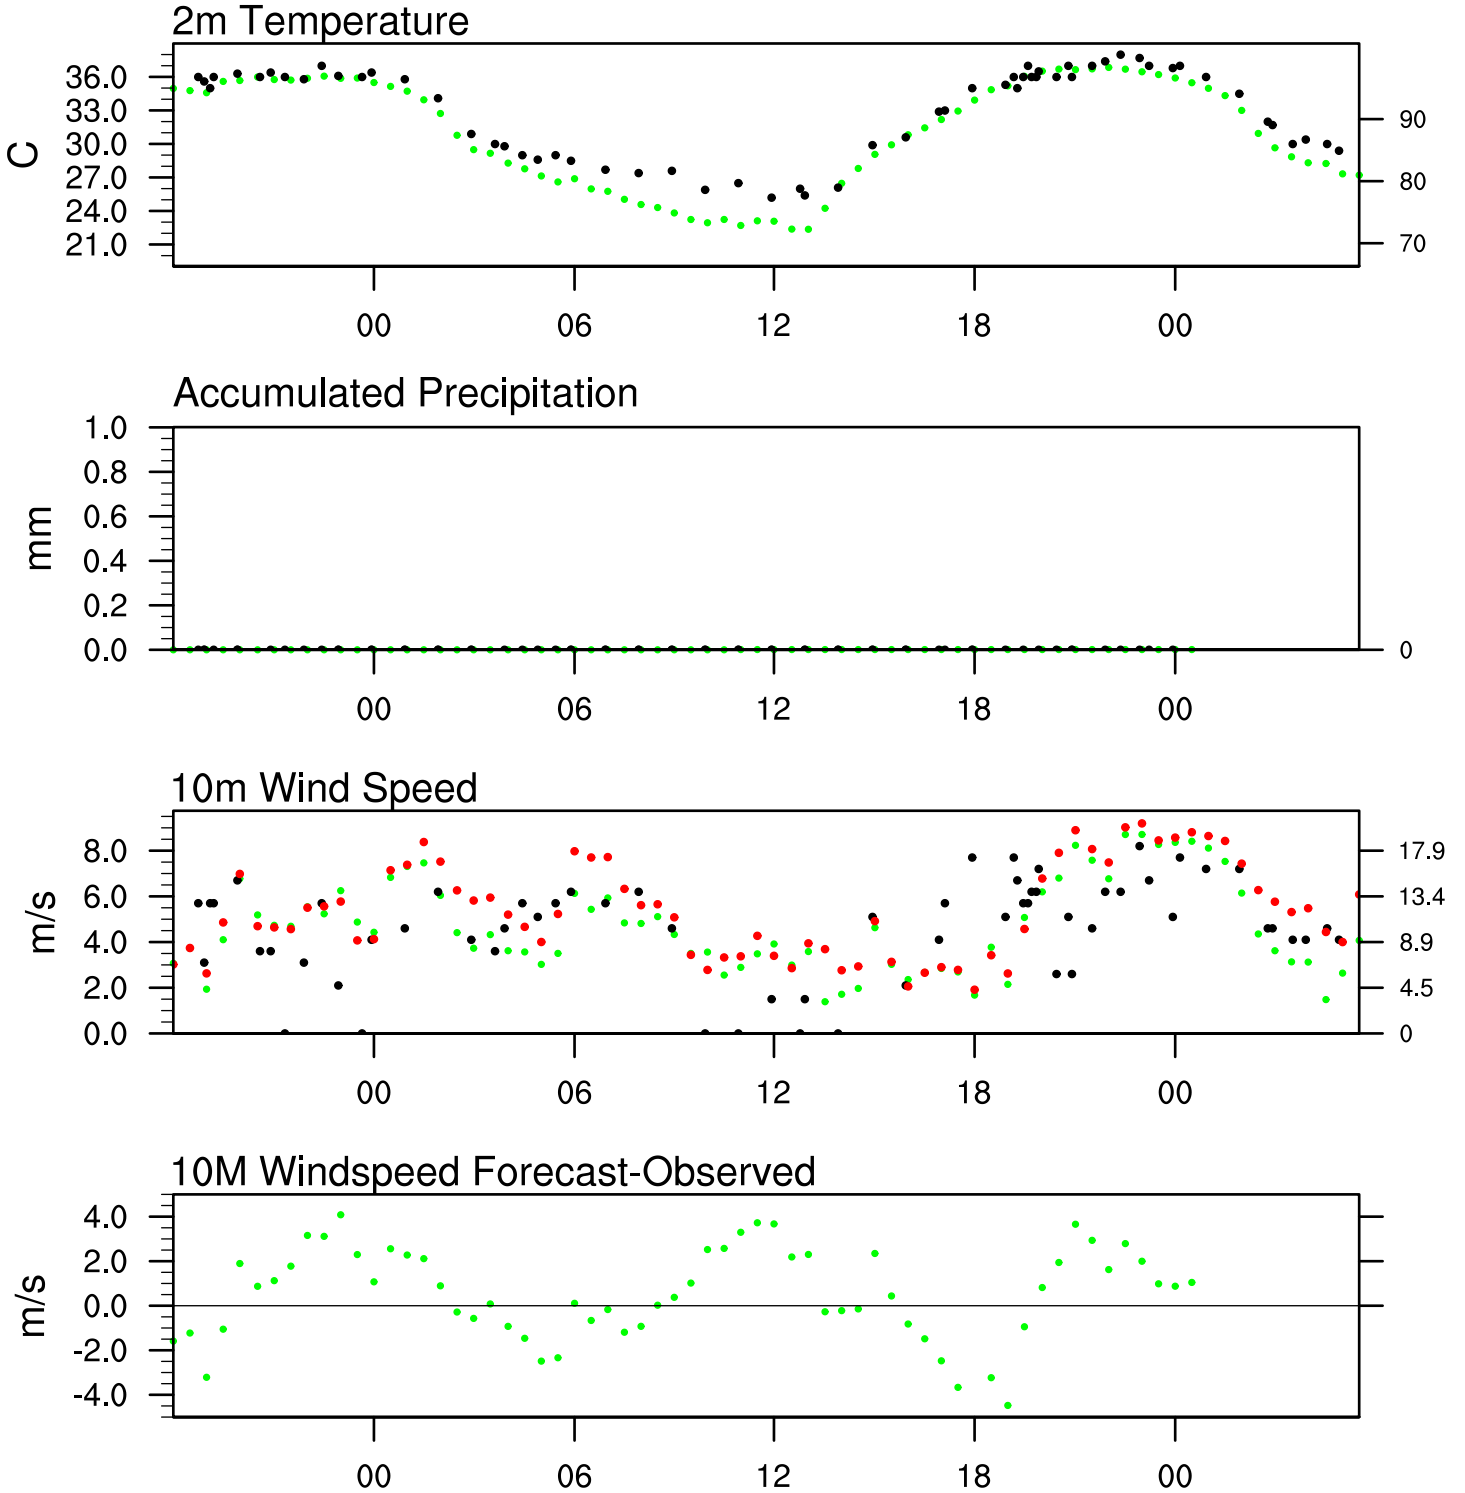 2m Temperature
36.0
33.0
30.0
27.0
24.0
21.0
C
90
80
70
00 06 12 18 00
Accumulated Precipitation
1.0
0.8
0.6
0.4
0.2
0.0
mm
0
00 06 12 18 00
10m Wind Speed
8.0
6.0
4.0
2.0
0.0
m/s
17.9
13.4
8.9
4.5
0
00 06 12 18 00
10M Windspeed Forecast-Observed
4.0
2.0
0.0
-2.0
-4.0
m/s
00 06 12 18 00